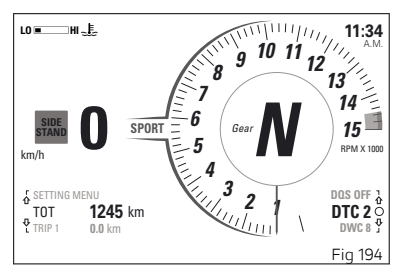 LO HI
11:34
A.M.
SIDE
STAND
0
km/h
SPORT
Gear
N
1
2
3
4
5
6
7
8
9
10
11
12
13
14
15
RPM X 1000
SETTING MENU
TOT 1245 km
TRIP 1 0.0 km
DQS OFF
DTC 2
DWC 8
Fig 194